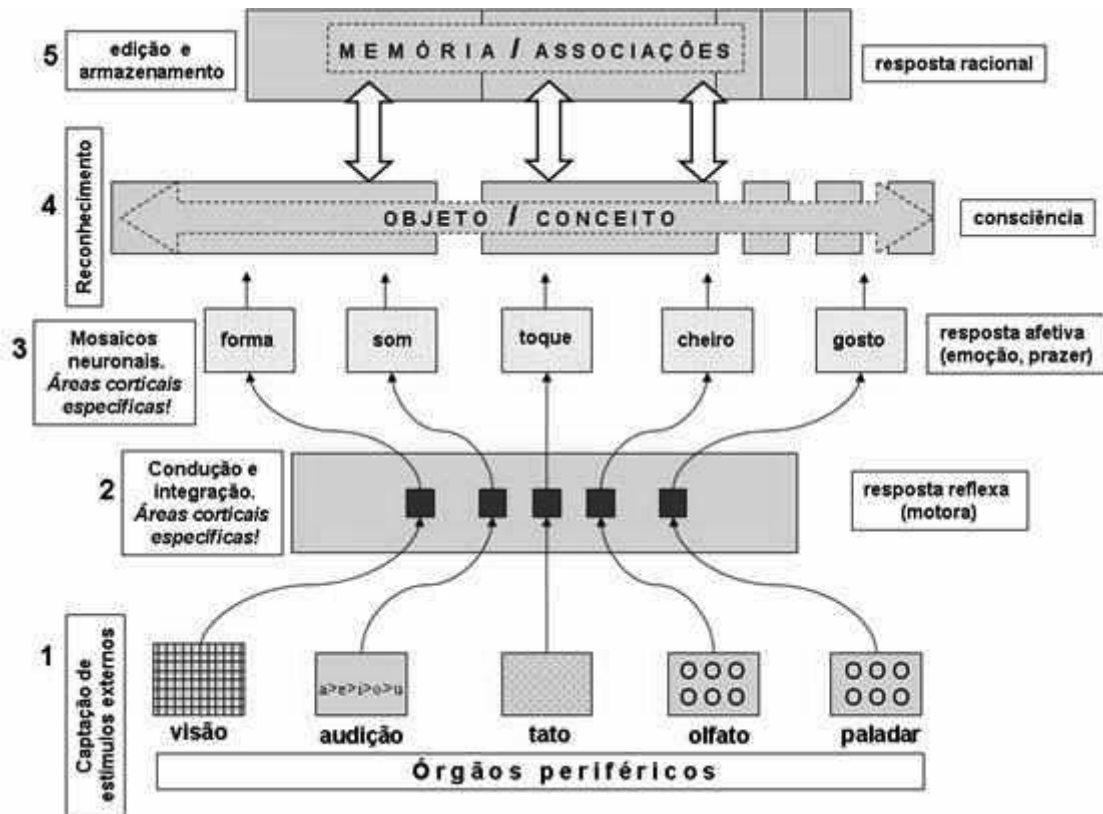 5
edição e
armazenamento
MEMÓRIA / ASSOCIAÇÕES
resposta racional
4
Reconhecimento
OBJETO / CONCEITO
consciência
3
Mosaicos
neuronais.
Áreas corticais
específicas!
forma
som
toque
cheiro
gosto
resposta afetiva
(emoção, prazer)
2
Condução e
integração.
Áreas corticais
específicas!
resposta reflexa
(motora)
1
Captação de
estímulos externos
a>e>i>o>u
O O O
O O O
O O O
O O O
visão
audição
tato
olfato
paladar
Órgãos periféricos